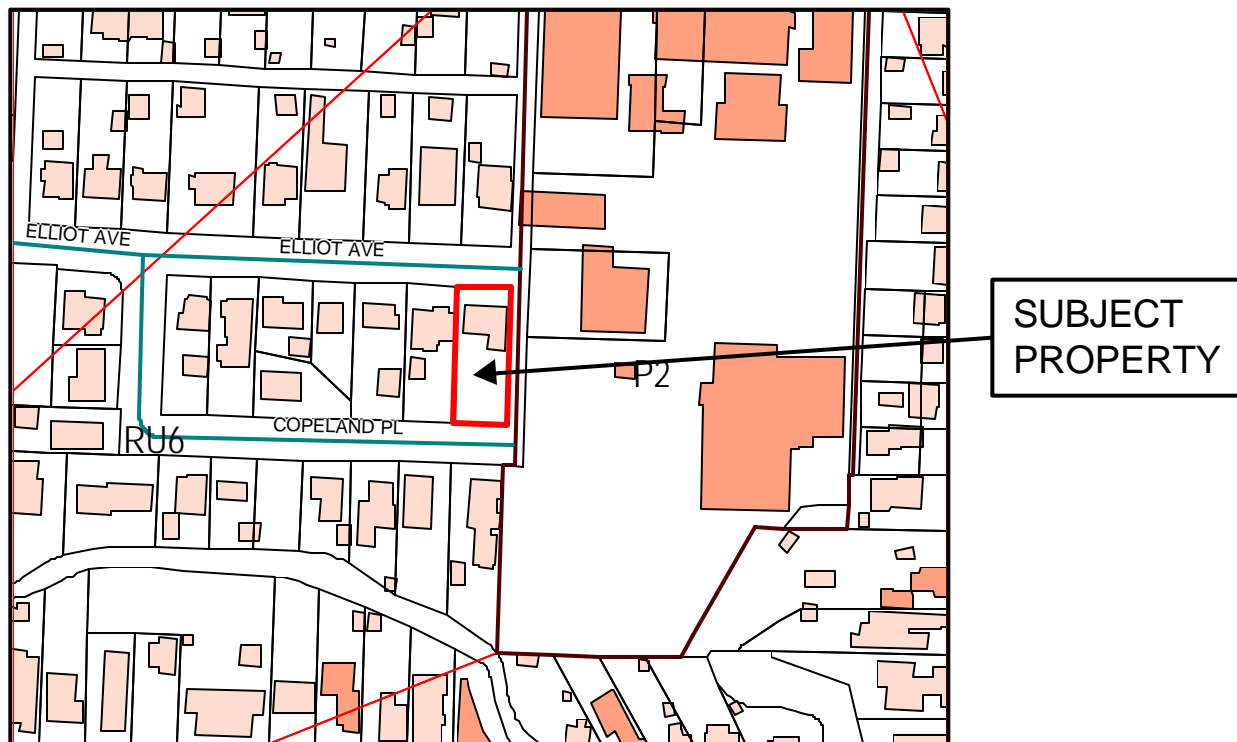 ELLIOT AVE
ELLIOT AVE
SUBJECT
PROPERTY
P2
COPELAND PL
RU6